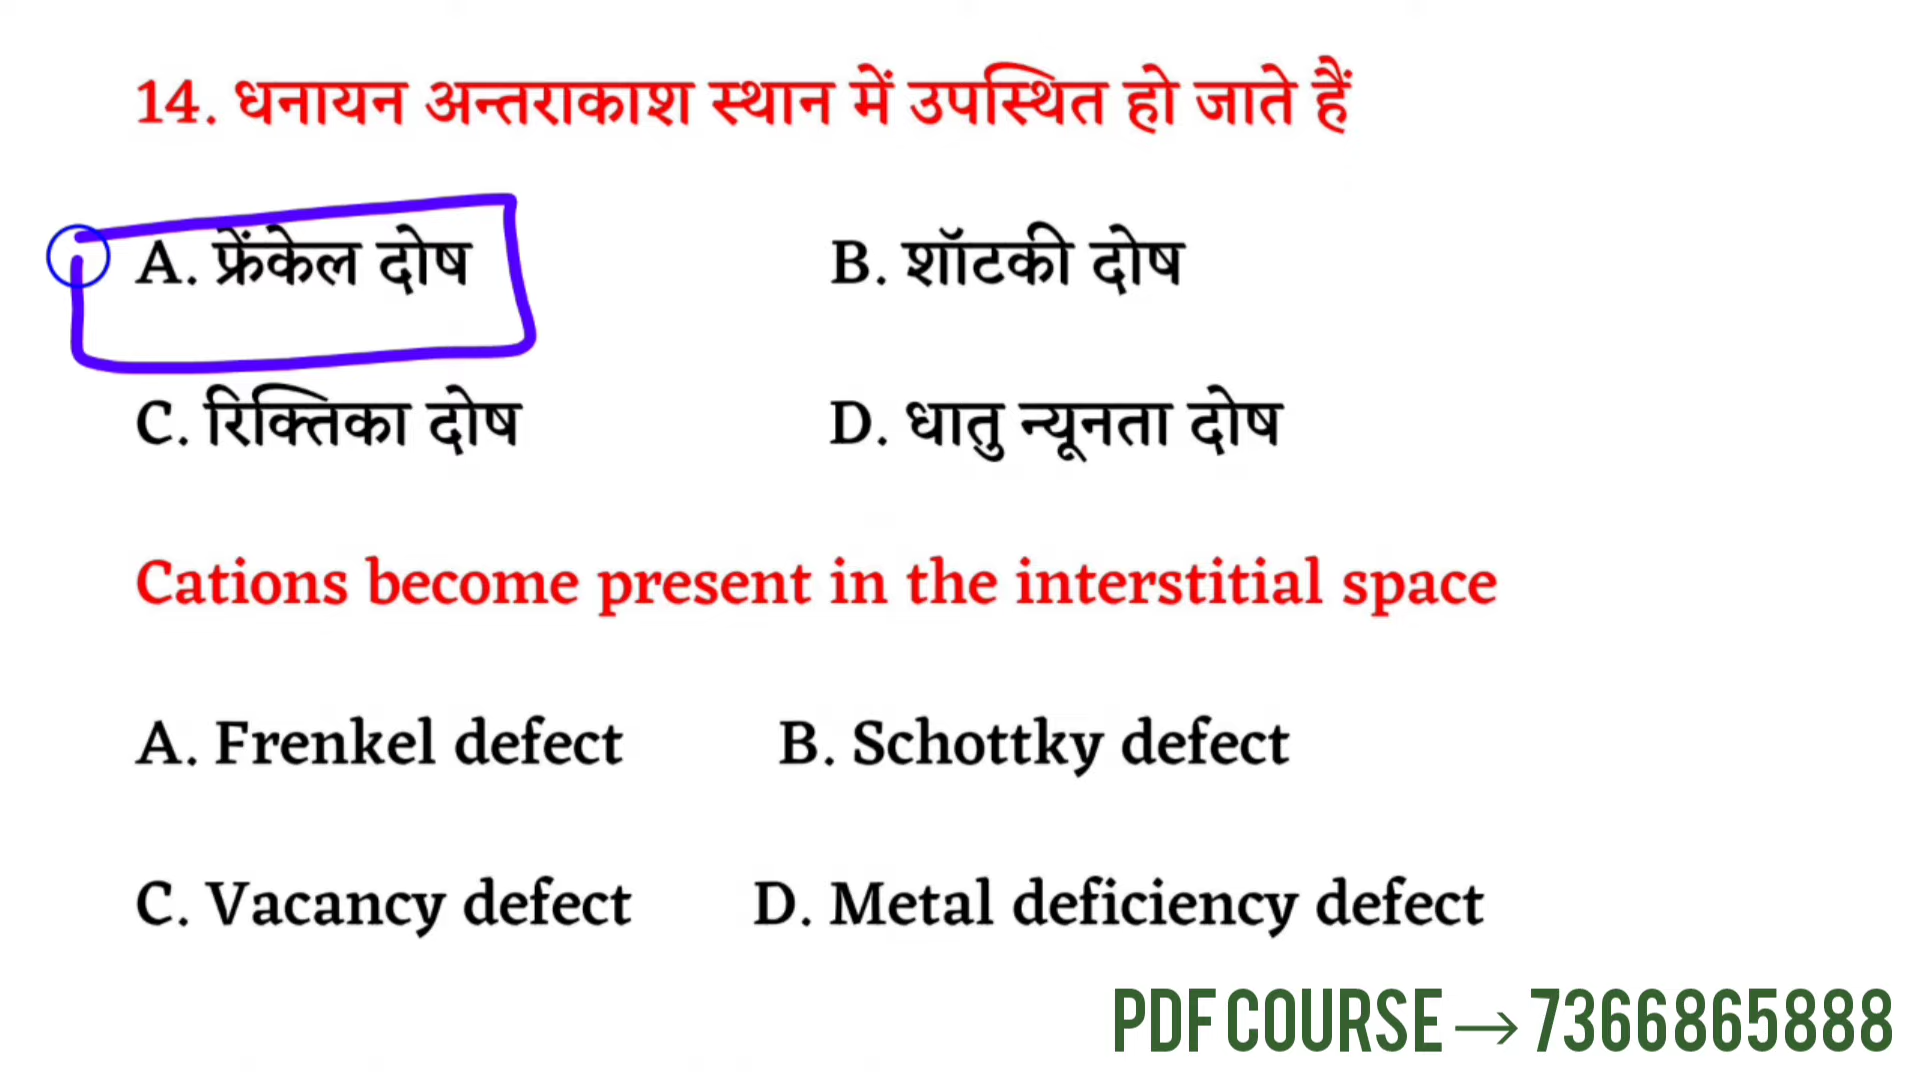 14. धनायन अन्तराकाश स्थान में उपस्थित हो जाते हैं
A. फ्रेंकेल दोष B. शॉटकी दोष
C. रिक्तिका दोष D. धातु न्यूनता दोष
Cations become present in the interstitial space
A. Frenkel defect B. Schottky defect
C. Vacancy defect D. Metal deficiency defect
PDF COURSE → 7366865888